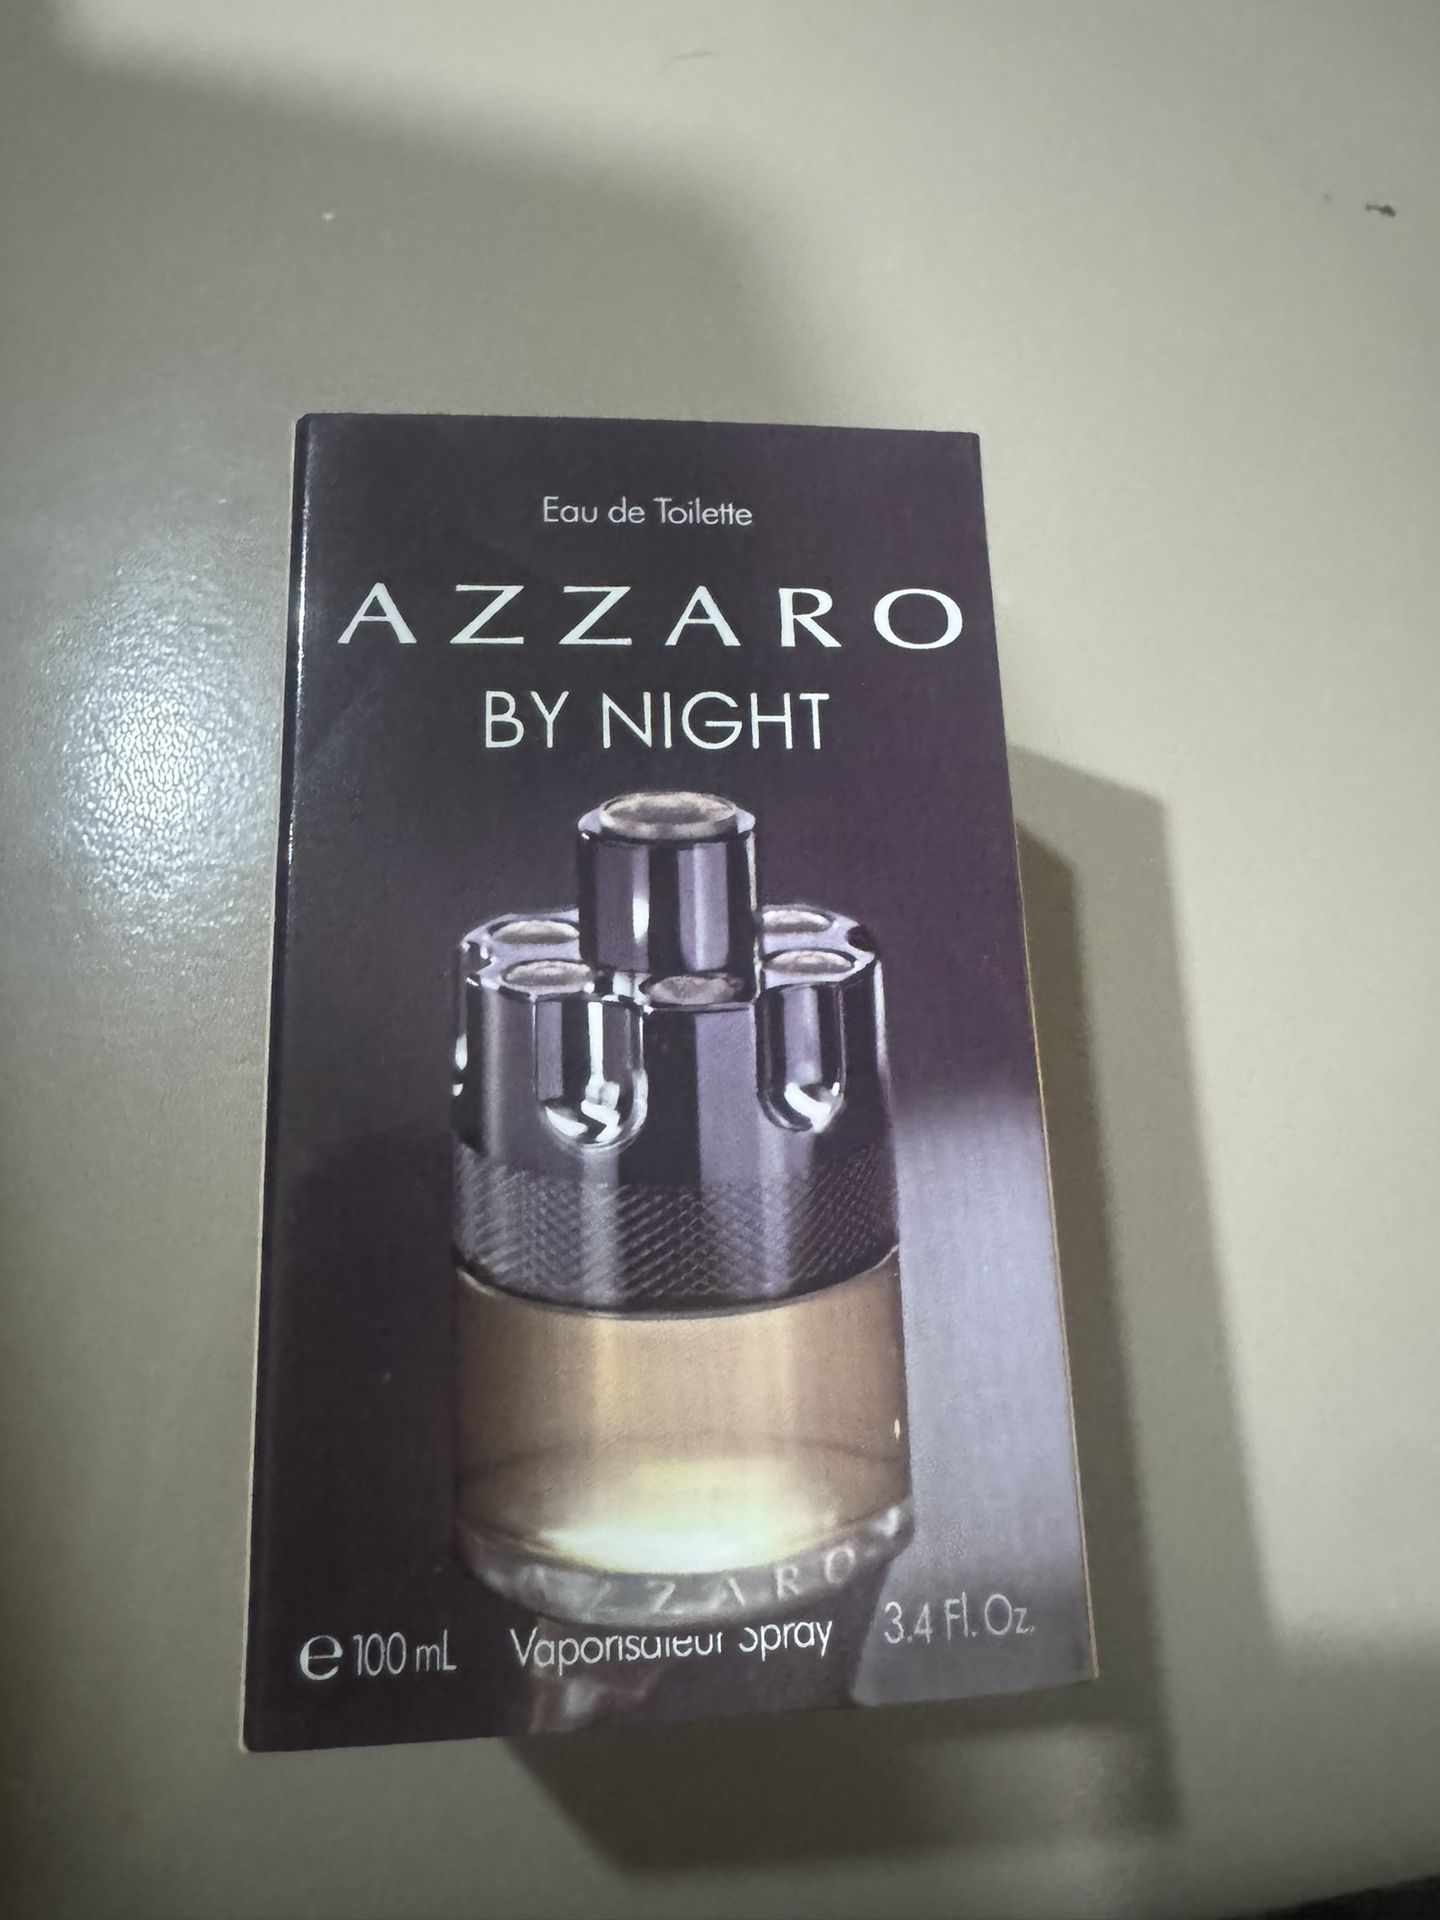 Eau de Toilette
AZZARO
BY NIGHT
AZZARO
e 100 mL Vaporisateur Spray 3.4 Fl. Oz.